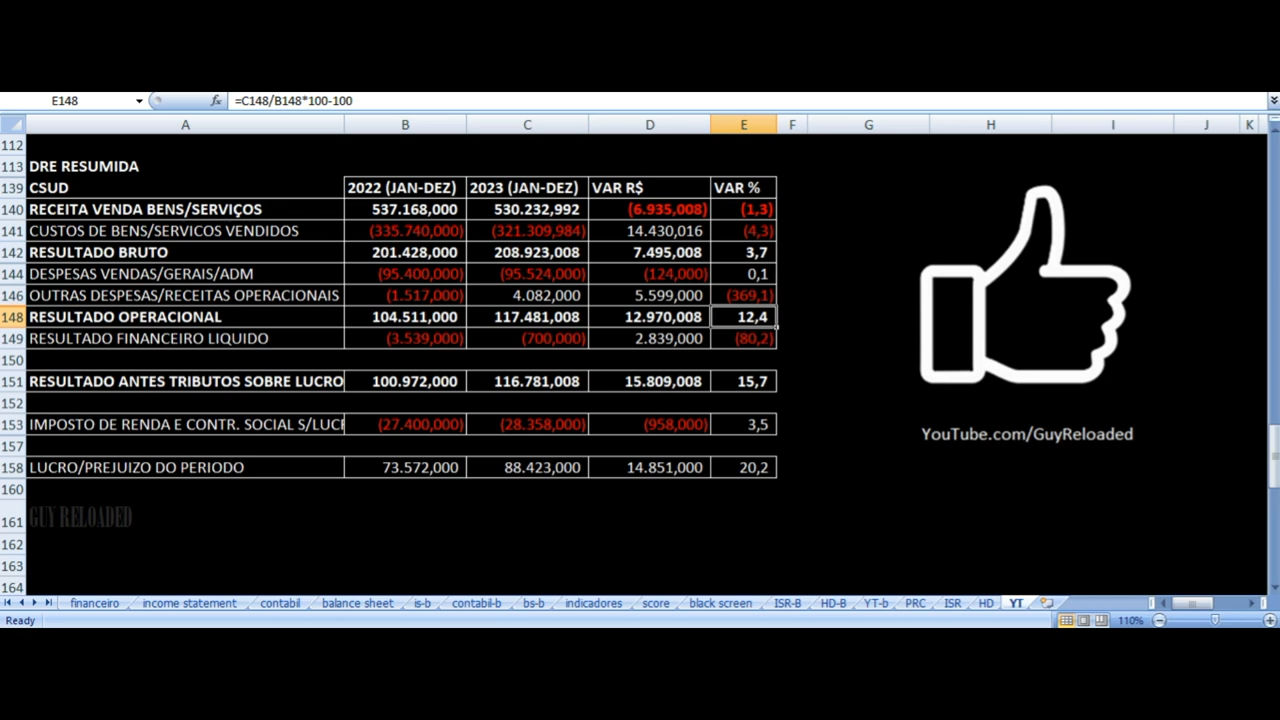 E148 fx =C148/B148*100-100
A B C D E F G H I J K
112
113 DRE RESUMIDA
139 CSUD 2022 (JAN-DEZ) 2023 (JAN-DEZ) VAR R$ VAR %
140 RECEITA VENDA BENS/SERVIÇOS 537.168,000 530.232,992 (6.935,008) (1,3)
141 CUSTOS DE BENS/SERVICOS VENDIDOS (335.740,000) (321.309,984) 14.430,016 (4,3)
142 RESULTADO BRUTO 201.428,000 208.923,008 7.495,008 3,7
144 DESPESAS VENDAS/GERAIS/ADM (95.400,000) (95.524,000) (124,000) 0,1
146 OUTRAS DESPESAS/RECEITAS OPERACIONAIS (1.517,000) 4.082,000 5.599,000 (369,1)
148 RESULTADO OPERACIONAL 104.511,000 117.481,008 12.970,008 12,4
149 RESULTADO FINANCEIRO LIQUIDO (3.539,000) (700,000) 2.839,000 (80,2)
150
151 RESULTADO ANTES TRIBUTOS SOBRE LUCRO 100.972,000 116.781,008 15.809,008 15,7
152
153 IMPOSTO DE RENDA E CONTR. SOCIAL S/LUCR (27.400,000) (28.358,000) (958,000) 3,5
157
158 LUCRO/PREJUIZO DO PERIODO 73.572,000 88.423,000 14.851,000 20,2
160
161 GUY RELOADED
162
163
164
YouTube.com/GuyReloaded
financeiro income statement contabil balance sheet is-b contabil-b bs-b indicadores score black screen ISR-B HD-B YT-b PRC ISR HD YT
Ready 110%